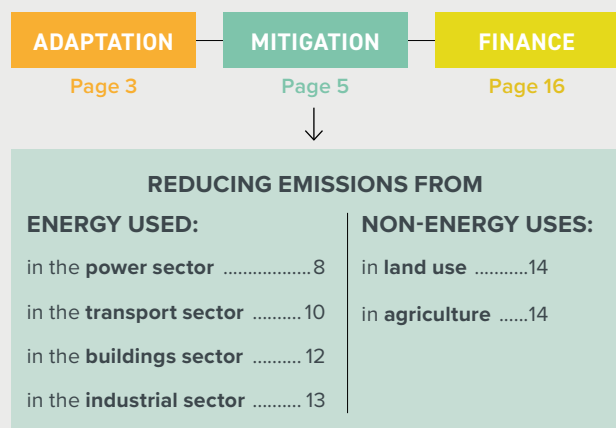 ADAPTATION MITIGATION FINANCE
Page 3 Page 5 Page 16
REDUCING EMISSIONS FROM
ENERGY USED:
in the power sector ..................8
in the transport sector ..........10
in the buildings sector ..........12
in the industrial sector ..........13
NON-ENERGY USES:
in land use ...........14
in agriculture ......14